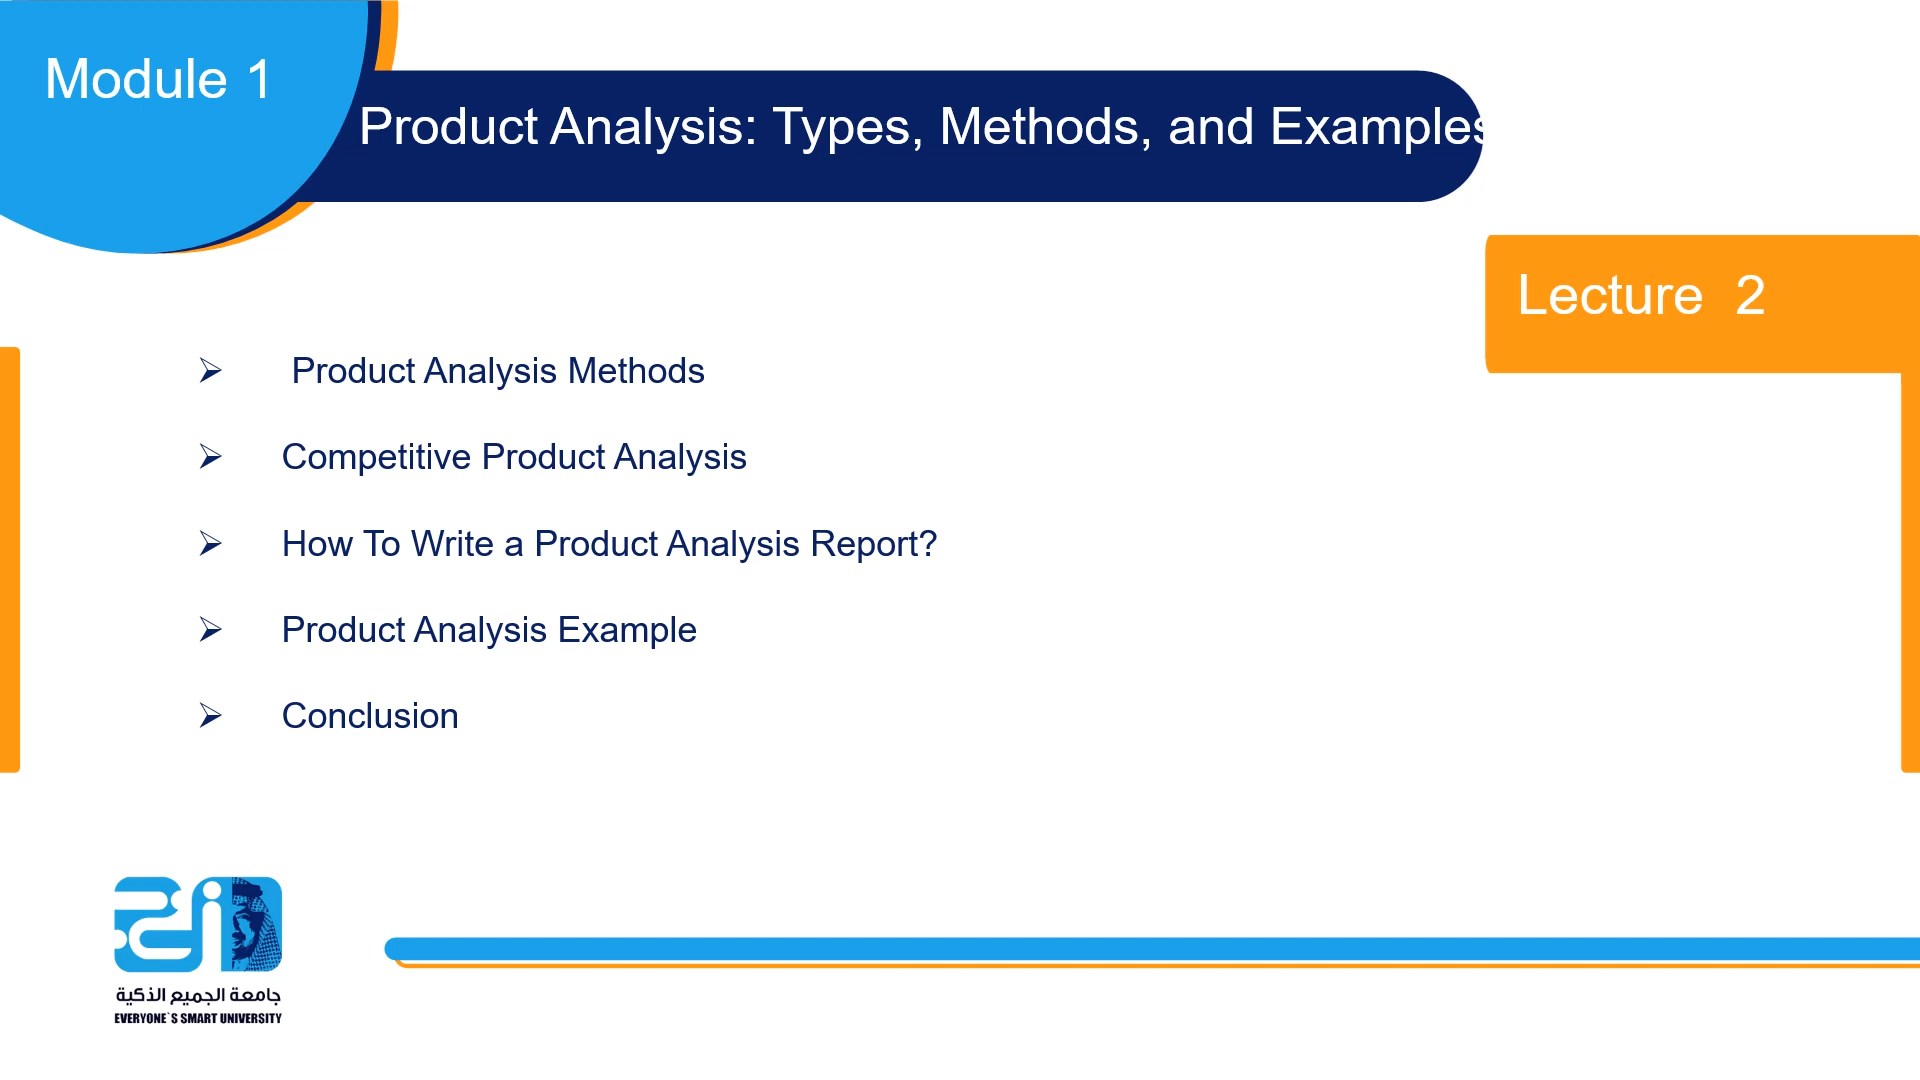 Module 1
Product Analysis: Types, Methods, and Examples
Lecture 2
➢ Product Analysis Methods
➢ Competitive Product Analysis
➢ How To Write a Product Analysis Report?
➢ Product Analysis Example
➢ Conclusion
جامعة الجميع الذكية
EVERYONE`S SMART UNIVERSITY